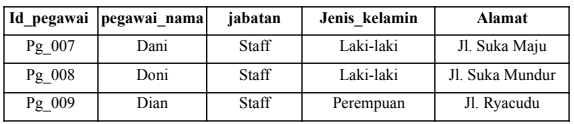 Id_pegawai pegawai_nama jabatan Jenis_kelamin Alamat
Pg_007 Dani Staff Laki-laki Jl. Suka Maju
Pg_008 Doni Staff Laki-laki Jl. Suka Mundur
Pg_009 Dian Staff Perempuan Jl. Ryacudu